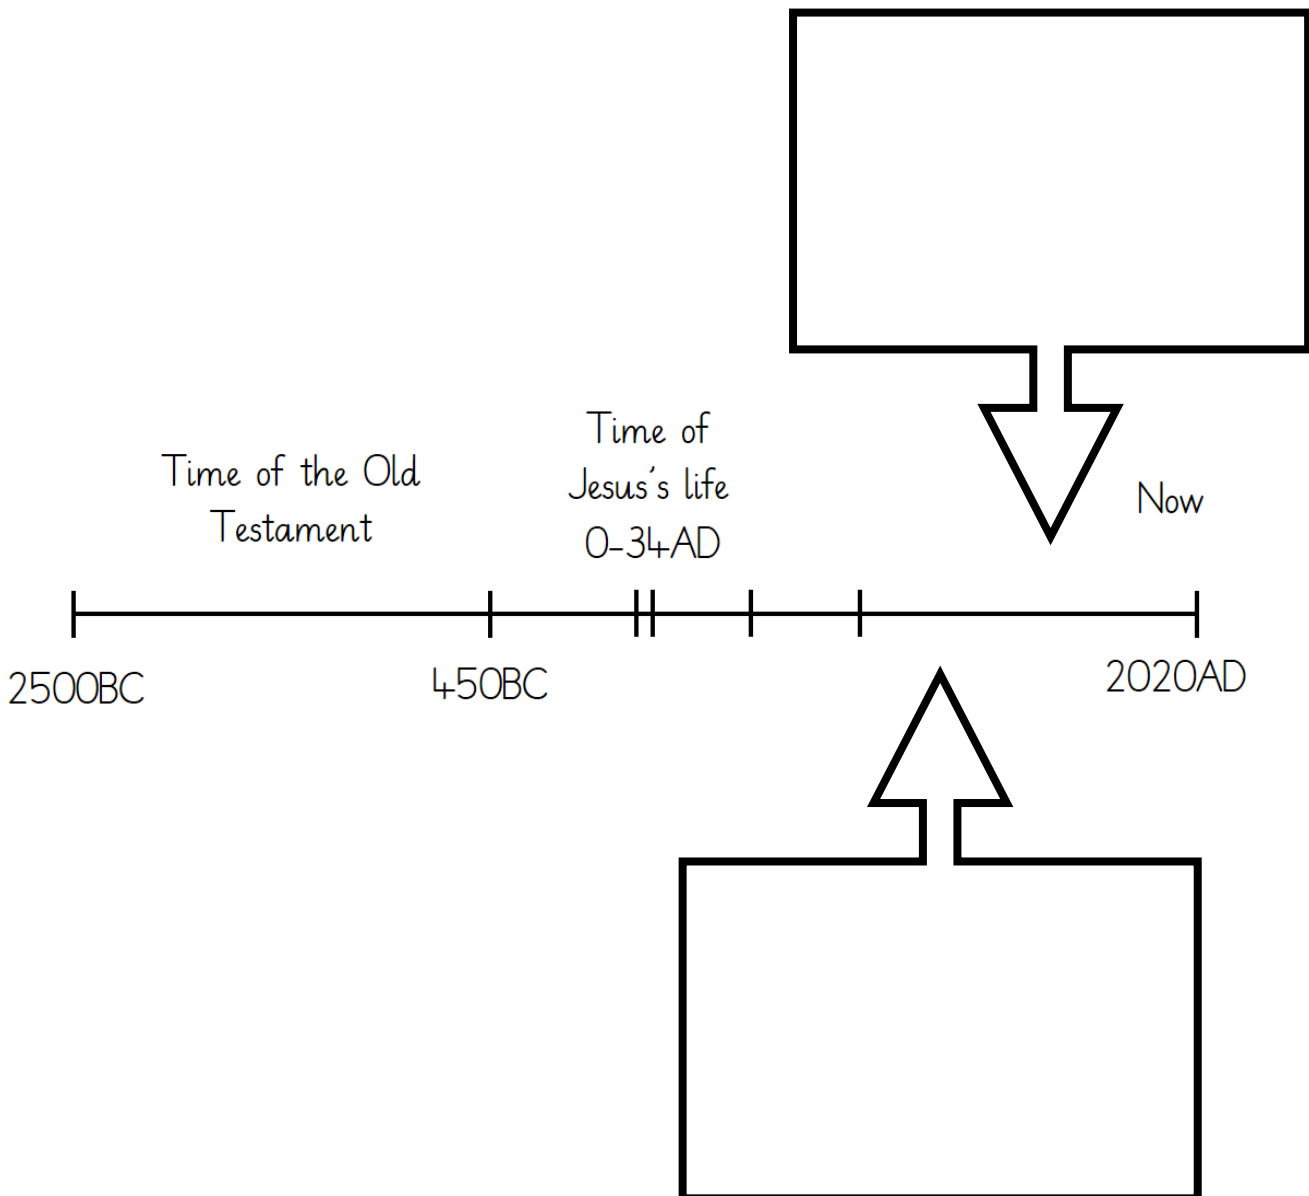 Time of the Old
Testament
Time of
Jesus's life
0-34AD
Now
2500BC
450BC
2020AD